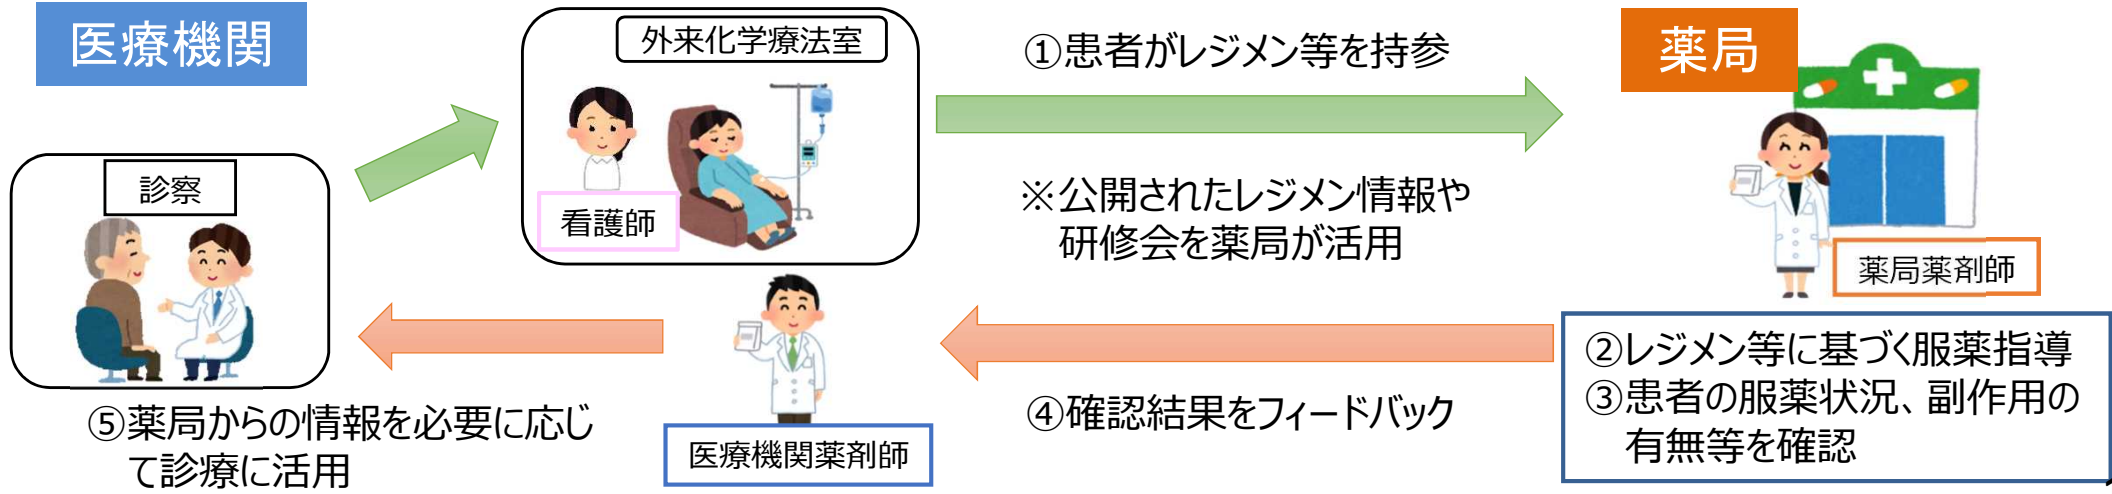 医療機関
外来化学療法室
看護師
診察
①患者がレジメン等を持参
※公開されたレジメン情報や
研修会を薬局が活用
薬局
薬局薬剤師
②レジメン等に基づく服薬指導
③患者の服薬状況、副作用の
有無等を確認
④確認結果をフィードバック
医療機関薬剤師
⑤薬局からの情報を必要に応じ
て診療に活用